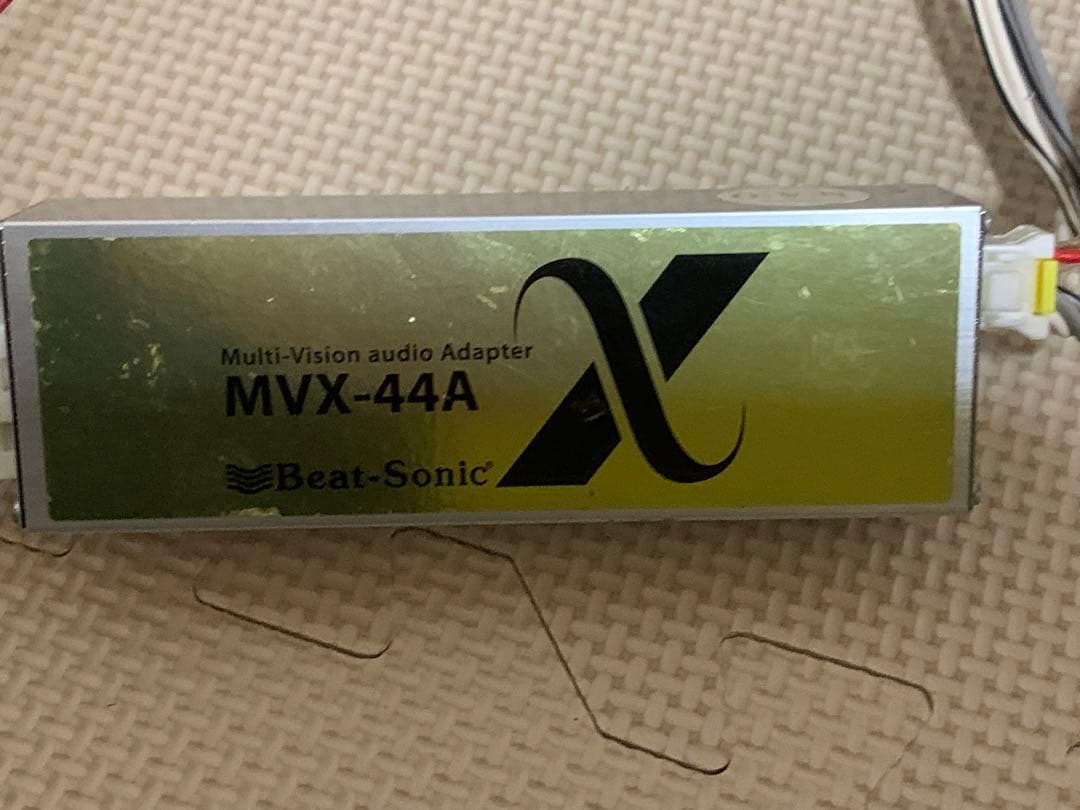 Multi-Vision audio Adapter
MVX-44A
Beat-Sonic®
X